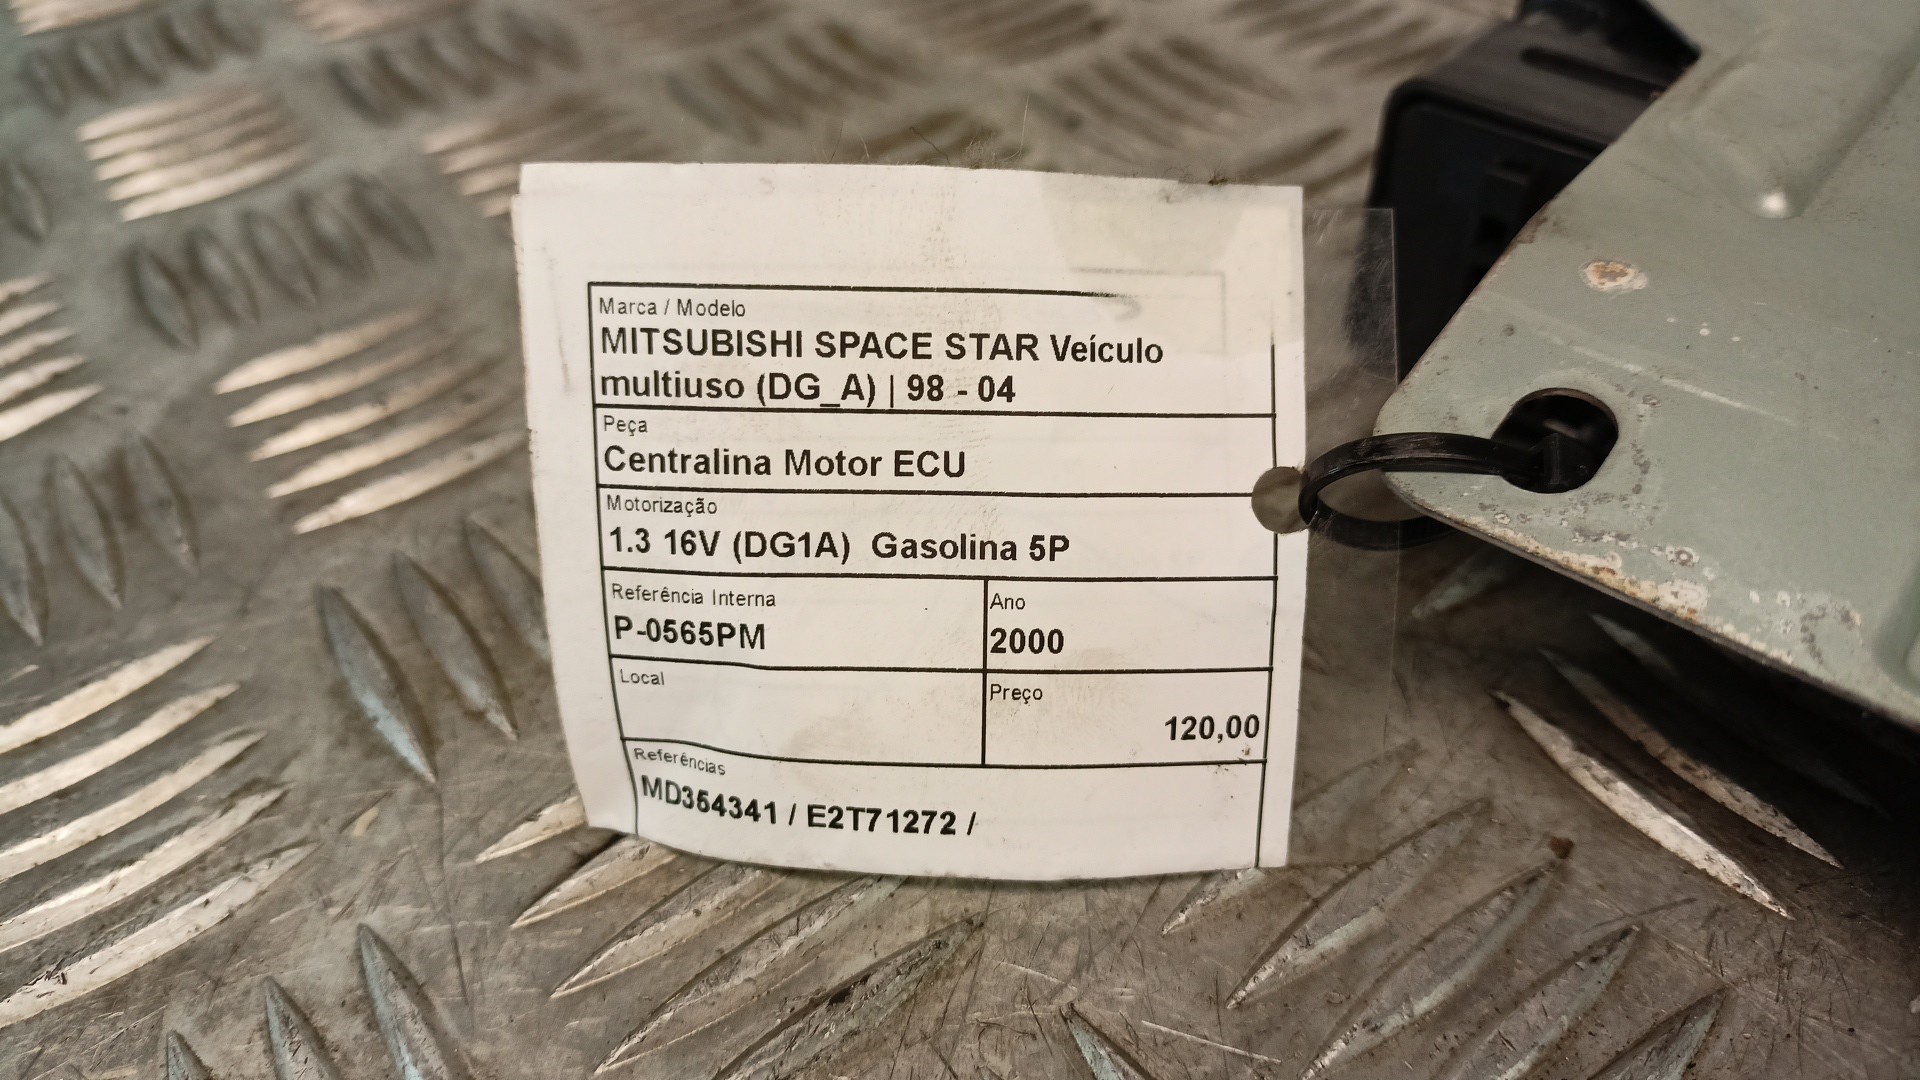 Marca / Modelo
MITSUBISHI SPACE STAR Veículo
multiuso (DG_A) | 98 - 04
Peça
Centralina Motor ECU
Motorização
1.3 16V (DG1A) Gasolina 5P
Referência Interna
P-0565PM
Ano
2000
Local
Preço
120,00
Referências
MD354341 / E2T71272 /